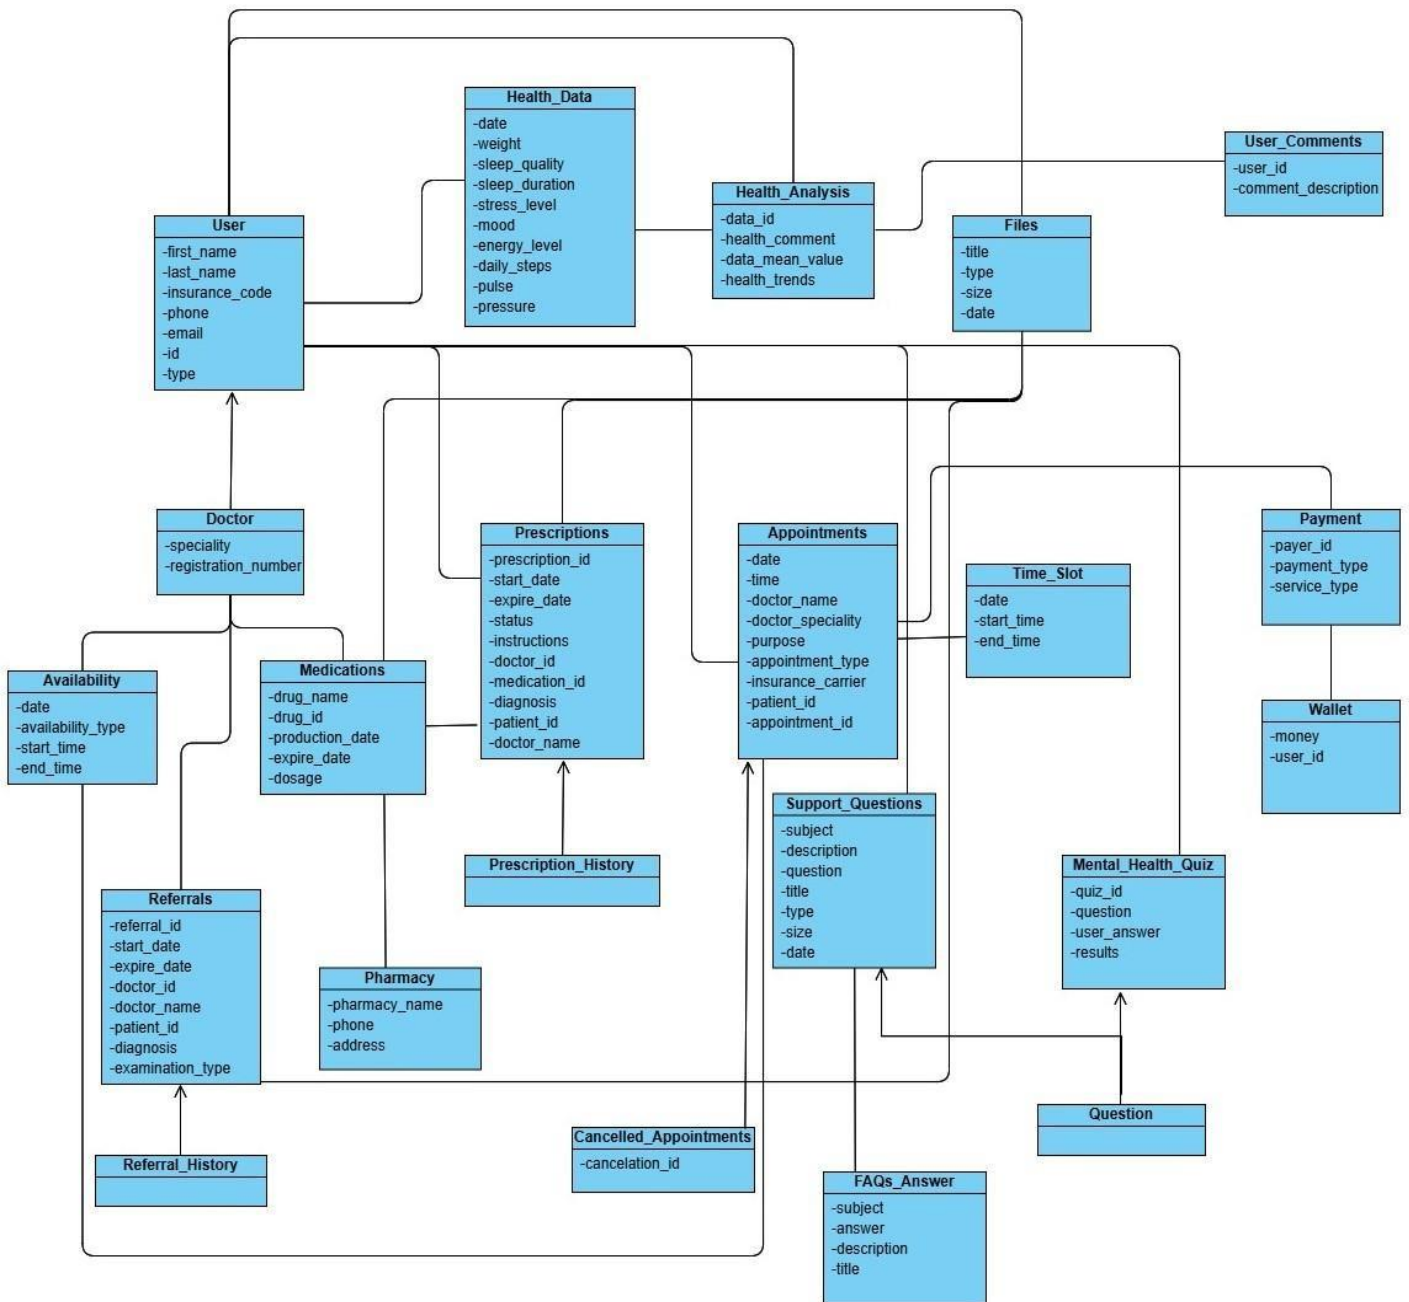 Health_Data
-date
-weight
-sleep_quality
-sleep_duration
-stress_level
-mood
-energy_level
-daily_steps
-pulse
-pressure
User_Comments
-user_id
-comment_description
Health_Analysis
-data_id
-health_comment
-data_mean_value
-health_trends
User
-first_name
-last_name
-insurance_code
-phone
-email
-id
-type
Files
-title
-type
-size
-date
Doctor
-speciality
-registration_number
Prescriptions
-prescription_id
-start_date
-expire_date
-status
-instructions
-doctor_id
-medication_id
-diagnosis
-patient_id
-doctor_name
Appointments
-date
-time
-doctor_name
-doctor_speciality
-purpose
-appointment_type
-insurance_carrier
-patient_id
-appointment_id
Time_Slot
-date
-start_time
-end_time
Payment
-payer_id
-payment_type
-service_type
Availability
-date
-availability_type
-start_time
-end_time
Medications
-drug_name
-drug_id
-production_date
-expire_date
-dosage
Wallet
-money
-user_id
Support_Questions
-subject
-description
-question
-title
-type
-size
-date
Prescription_History
Mental_Health_Quiz
-quiz_id
-question
-user_answer
-results
Referrals
-referral_id
-start_date
-expire_date
-doctor_id
-doctor_name
-patient_id
-diagnosis
-examination_type
Pharmacy
-pharmacy_name
-phone
-address
Question
Cancelled_Appointments
-cancelation_id
Referral_History
FAQs_Answer
-subject
-answer
-description
-title